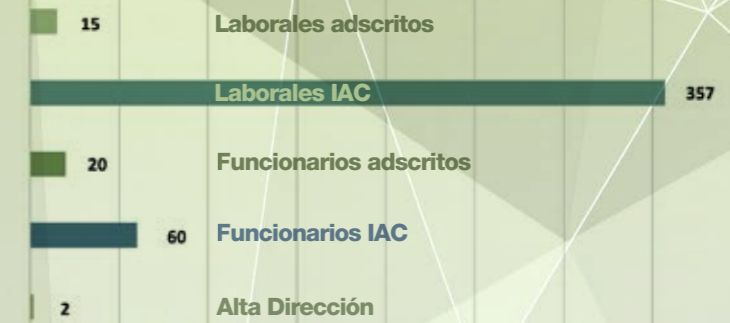 15 Laborales adscritos
Laborales IAC 357
20 Funcionarios adscritos
60 Funcionarios IAC
2 Alta Dirección